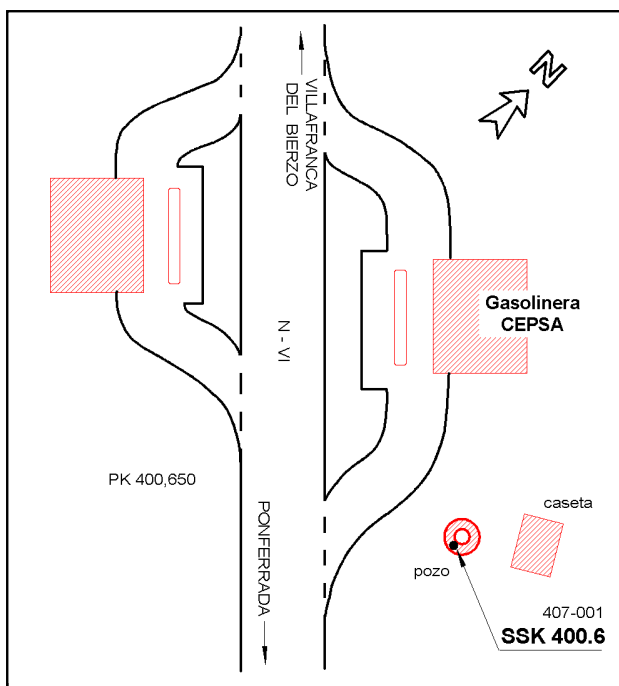 VILLAFRANCA
DEL BIERZO
N
Gasolinera
CEPSA
N - VI
PK 400,650
PONFERRADA
caseta
pozo
407-001
SSK 400.6